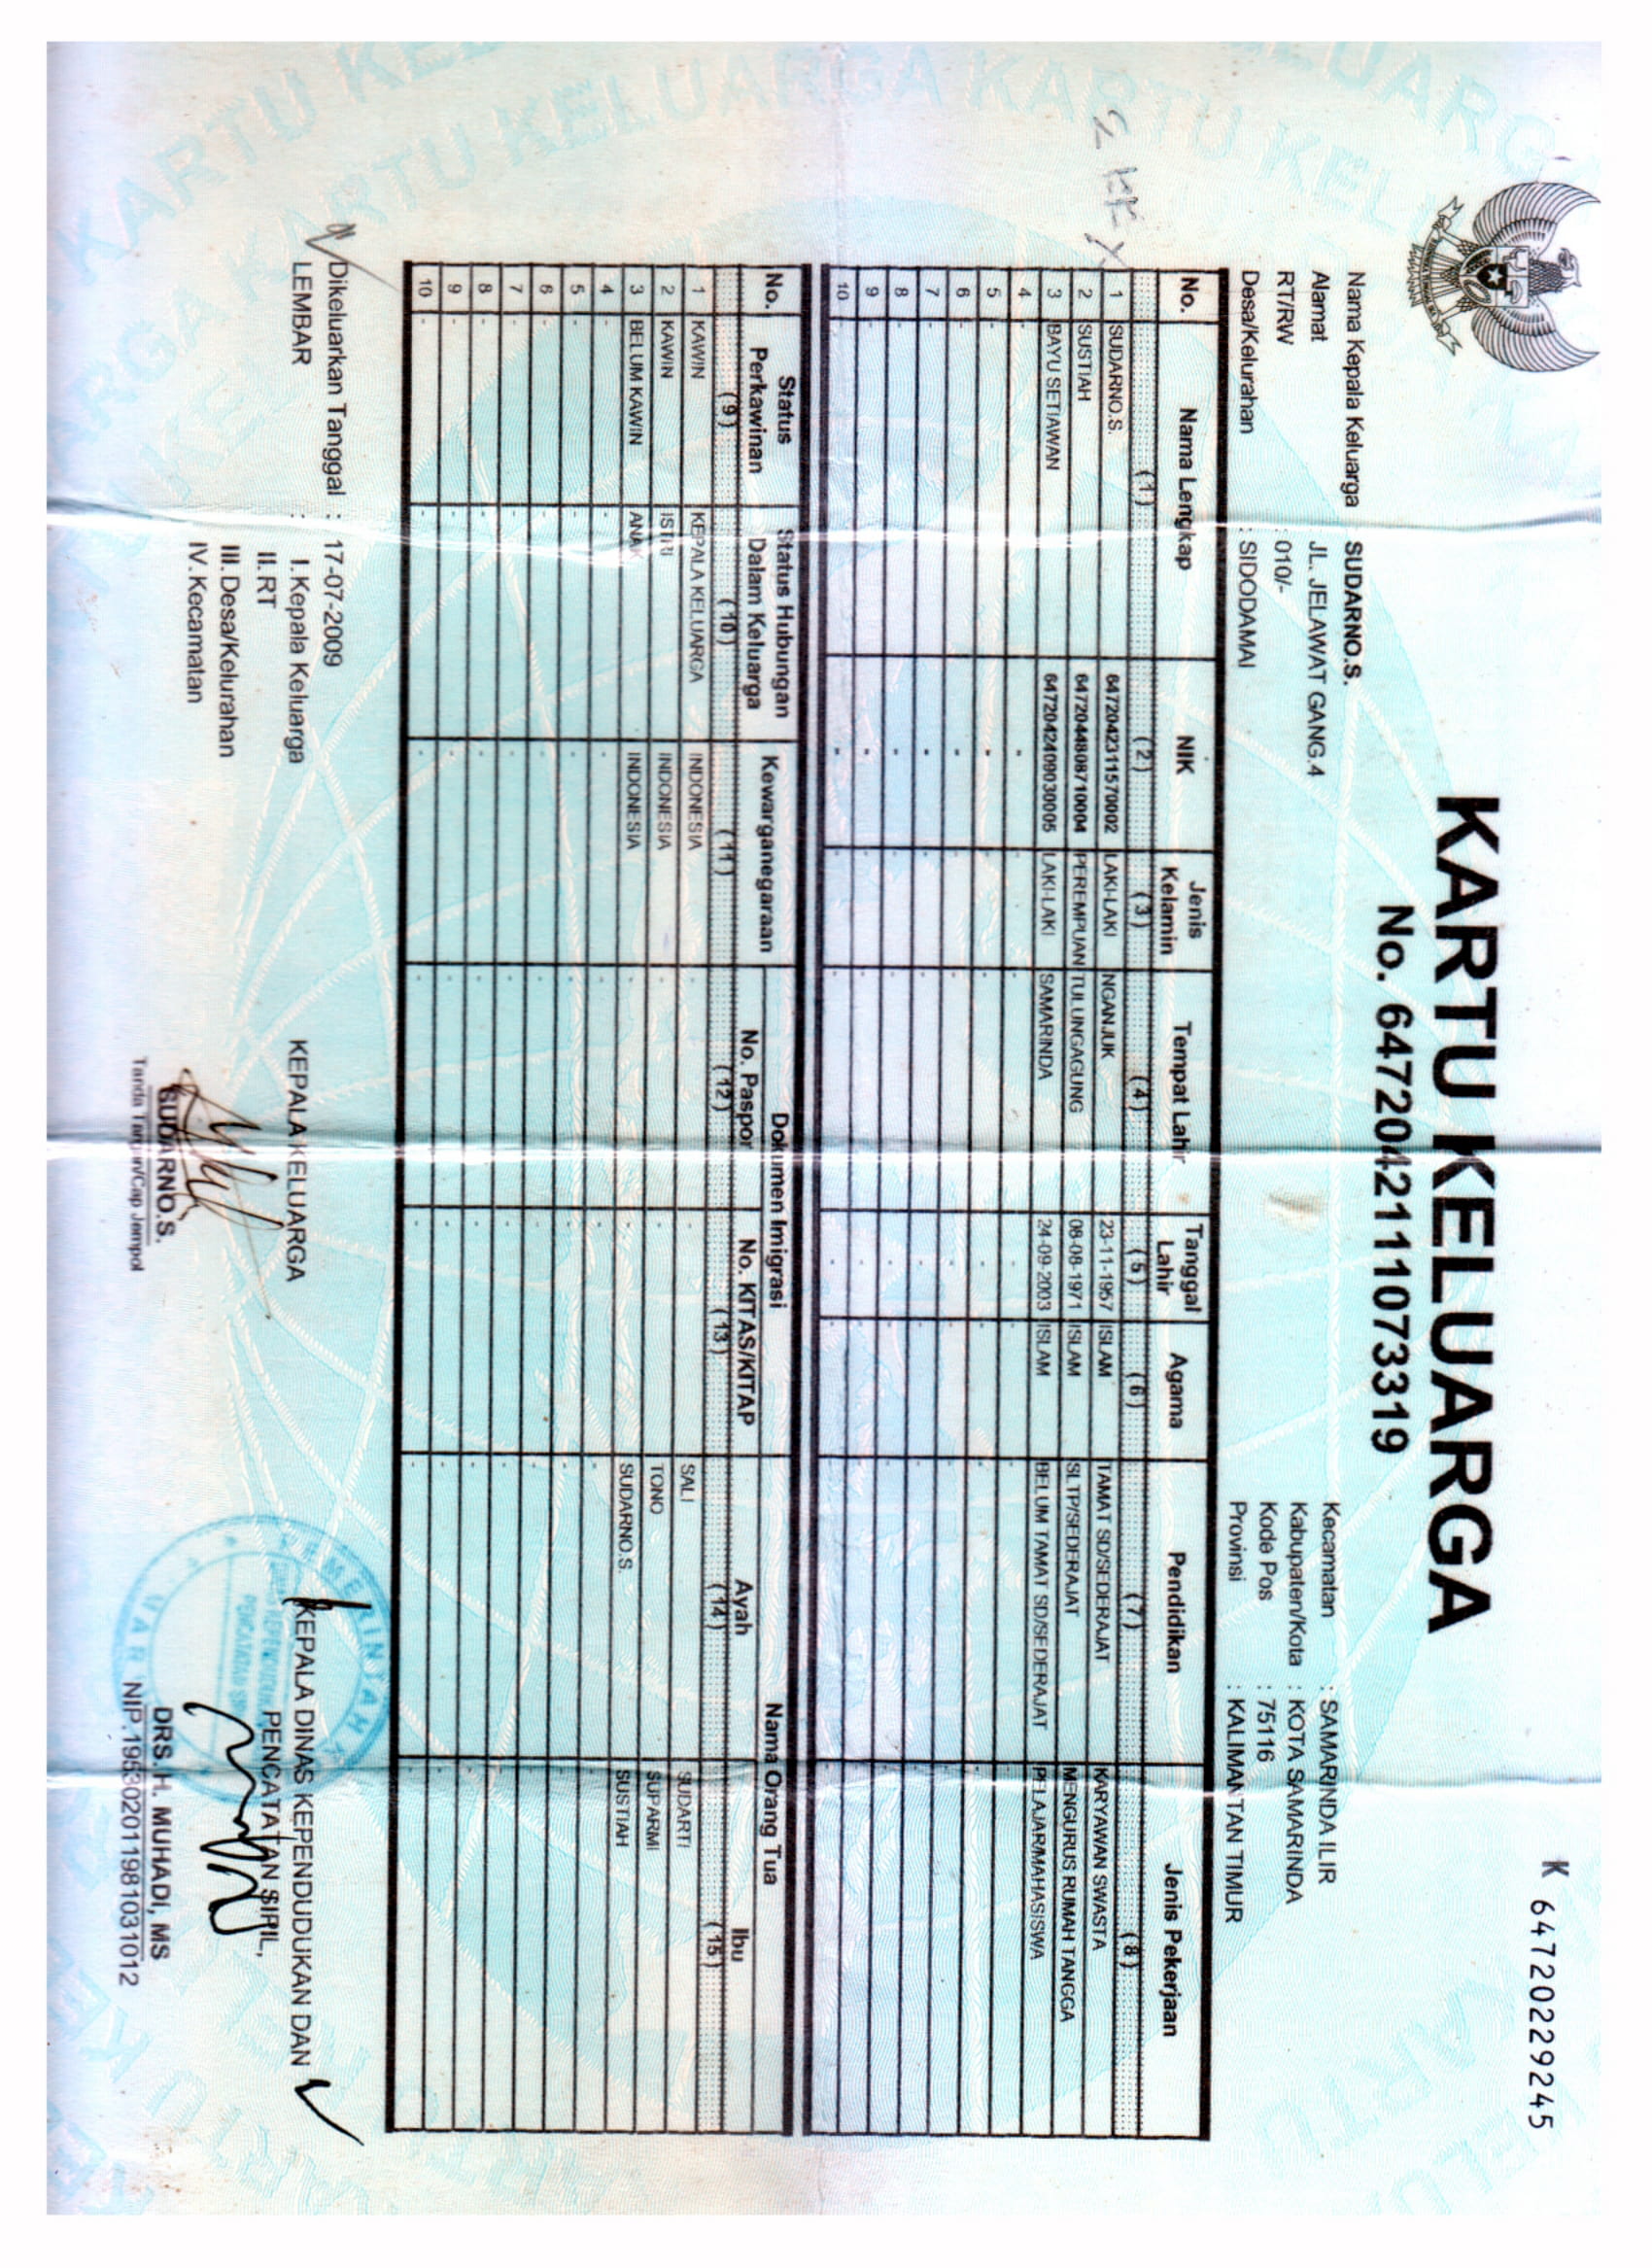 K 6472020229245
KARTU KELUARGA
No. 6472042111073319
Nama Kepala Keluarga : SUDARNO.S.
Alamat : JL. JELAWAT GANG.4
RT/RW : 010/-
Desa/Kelurahan : SIDODAMAI
Kecamatan : SAMARINDA ILIR
Kabupaten/Kota : KOTA SAMARINDA
Kode Pos : 75116
Provinsi : KALIMANTAN TIMUR
No. Nama Lengkap NIK Jenis Kelamin Tempat Lahir Tanggal Lahir Agama Pendidikan Jenis Pekerjaan
(1) (2) (3) (4) (5) (6) (7) (8)
1 SUDARNO.S. 6472042311570002 LAKI-LAKI NGANJUK 23-11-1957 ISLAM TAMAT SD/SEDERAJAT KARYAWAN SWASTA
2 SUSTIAH 6472044808710004 PEREMPUAN TULUNGAGUNG 08-08-1971 ISLAM SLTP/SEDERAJAT MENGURUS RUMAH TANGGA
3 BAYU SETIAWAN 6472042409030005 LAKI-LAKI SAMARINDA 24-09-2003 ISLAM BELUM TAMAT SD/SEDERAJAT PELAJAR/MAHASISWA
4 - - - - - - - -
5 - - - - - - - -
6 - - - - - - - -
7 - - - - - - - -
8 - - - - - - - -
9 - - - - - - - -
10 - - - - - - - -
No. Status Perkawinan Status Hubungan Dalam Keluarga Kewarganegaraan Dokumen Imigrasi Nama Orang Tua
No. Paspor No. KITAS/KITAP Ayah Ibu
(9) (10) (11) (12) (13) (14) (15)
1 KAWIN KEPALA KELUARGA INDONESIA - - SALI SUDARTI
2 KAWIN ISTRI INDONESIA - - TONO SUPARMI
3 BELUM KAWIN ANAK INDONESIA - - SUDARNO.S. SUSTIAH
4 - - - - - - -
5 - - - - - - -
6 - - - - - - -
7 - - - - - - -
8 - - - - - - -
9 - - - - - - -
10 - - - - - - -
Dikeluarkan Tanggal : 17-07-2009
LEMBAR : I. Kepala Keluarga
II. RT
III. Desa/Kelurahan
IV. Kecamatan
KEPALA KELUARGA
SUDARNO.S.
Tanda Tangan/Cap Jempol
KEPALA DINAS KEPENDUDUKAN DAN
PENCATATAN SIPIL,
DRS. H. MUHADI, MS
NIP. 195302011981031012